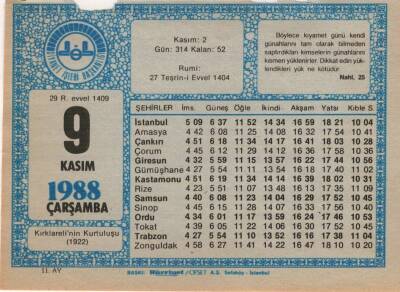 DİYANET İŞLERİ BAŞKANLIĞI
Kasım: 2
Gün: 314 Kalan: 52
Rumi:
27 Teşrin-i Evvel 1404
Böylece kıyamet günü kendi
günahlarını tam olarak bilmeden
saptırdıkları kimselerin günahlarını
kısmen yüklenirler. Dikkat edin yük-
lendikleri yük ne kötüdür.
Nahl, 25
29 R. evvel 1409
9
KASIM
1988
ÇARŞAMBA
Kırklareli'nin Kurtuluşu
(1922)
11. AY
ŞEHİRLER İms. Güneş Öğle İkindi Akşam Yatsı Kıble S.
İstanbul 5 09 6 37 11 52 14 34 16 59 18 21 10 04
Amasya 4 42 6 08 11 25 14 08 16 32 17 54 10 41
Çankırı 4 51 6 18 11 34 14 18 16 42 18 03 10 28
Çorum 4 45 6 12 11 29 14 12 16 36 17 58 10 36
Giresun 4 32 5 59 11 15 13 57 16 22 17 44 10 56
Gümüşhane 4 27 5 54 11 11
Kastamonu 4 51 6 19 11 34 14 14 16 39 18 02 10 31
Rize 4 23 5 51 11 07 13 48 16 13 17 35 11 09
Samsun 4 40 6 08 11 23 14 04 16 29 17 52 10 45
Sinop 4 45 6 15 11 28 14 07 16 32 17 56 10 40
Ordu 4 34 6 01 11 17 13 59 16 24 17 46 10 53
Tokat 4 39 6 05 11 22 14 06 16 30 17 52 10 44
Trabzon 4 27 5 54 11 10 13 52 16 17 17 38 11 04
Zonguldak 4 58 6 27 11 41 14 22 16 47 18 10 10 20
BASKI: OFSET A.Ş. Sefaköy - İstanbul